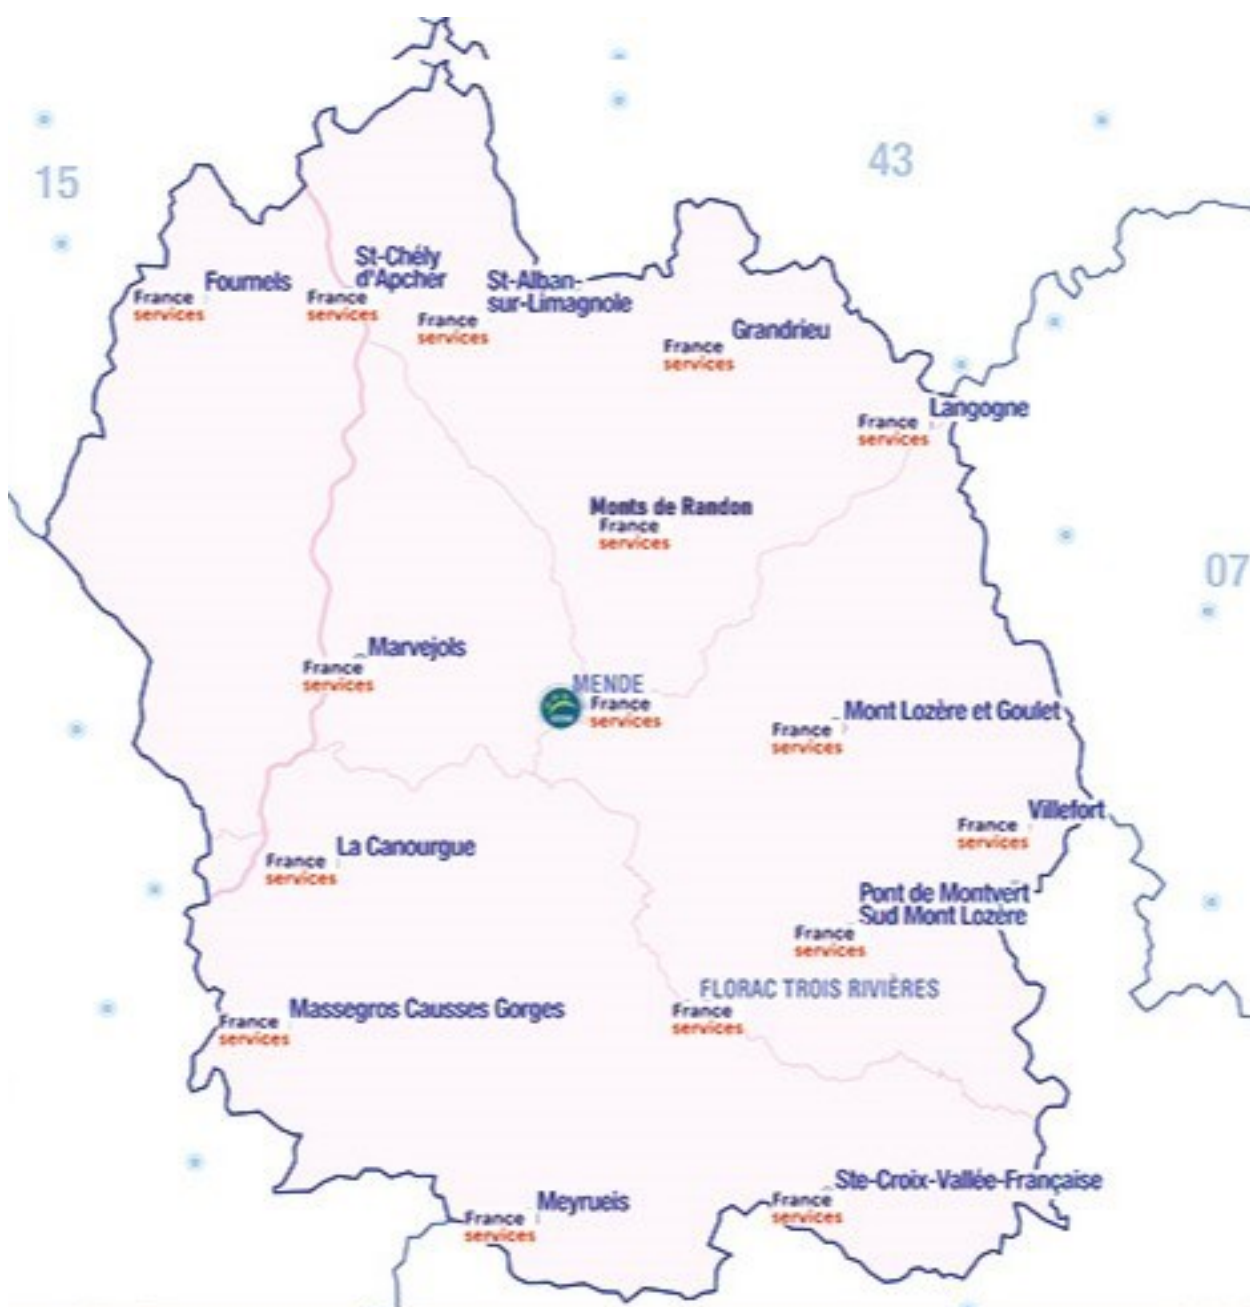 15
43
St-Chély
d'Apcher
Fournels
France
services
France
services
St-Alban-
sur-Limagnole
France
services
Grandrieu
France
services
Langogne
France
services
Monts de Randon
France
services
07
Marvejols
France
services
MENDE
France
services
Mont Lozère et Goulet
France
services
Villefort
France
services
La Canourgue
France
services
Pont de Montvert
Sud Mont Lozère
France
services
FLORAC TROIS RIVIÈRES
France
services
Massegros Causses Gorges
France
services
Ste-Croix-Vallée-Française
France
services
Meyrueis
France
services